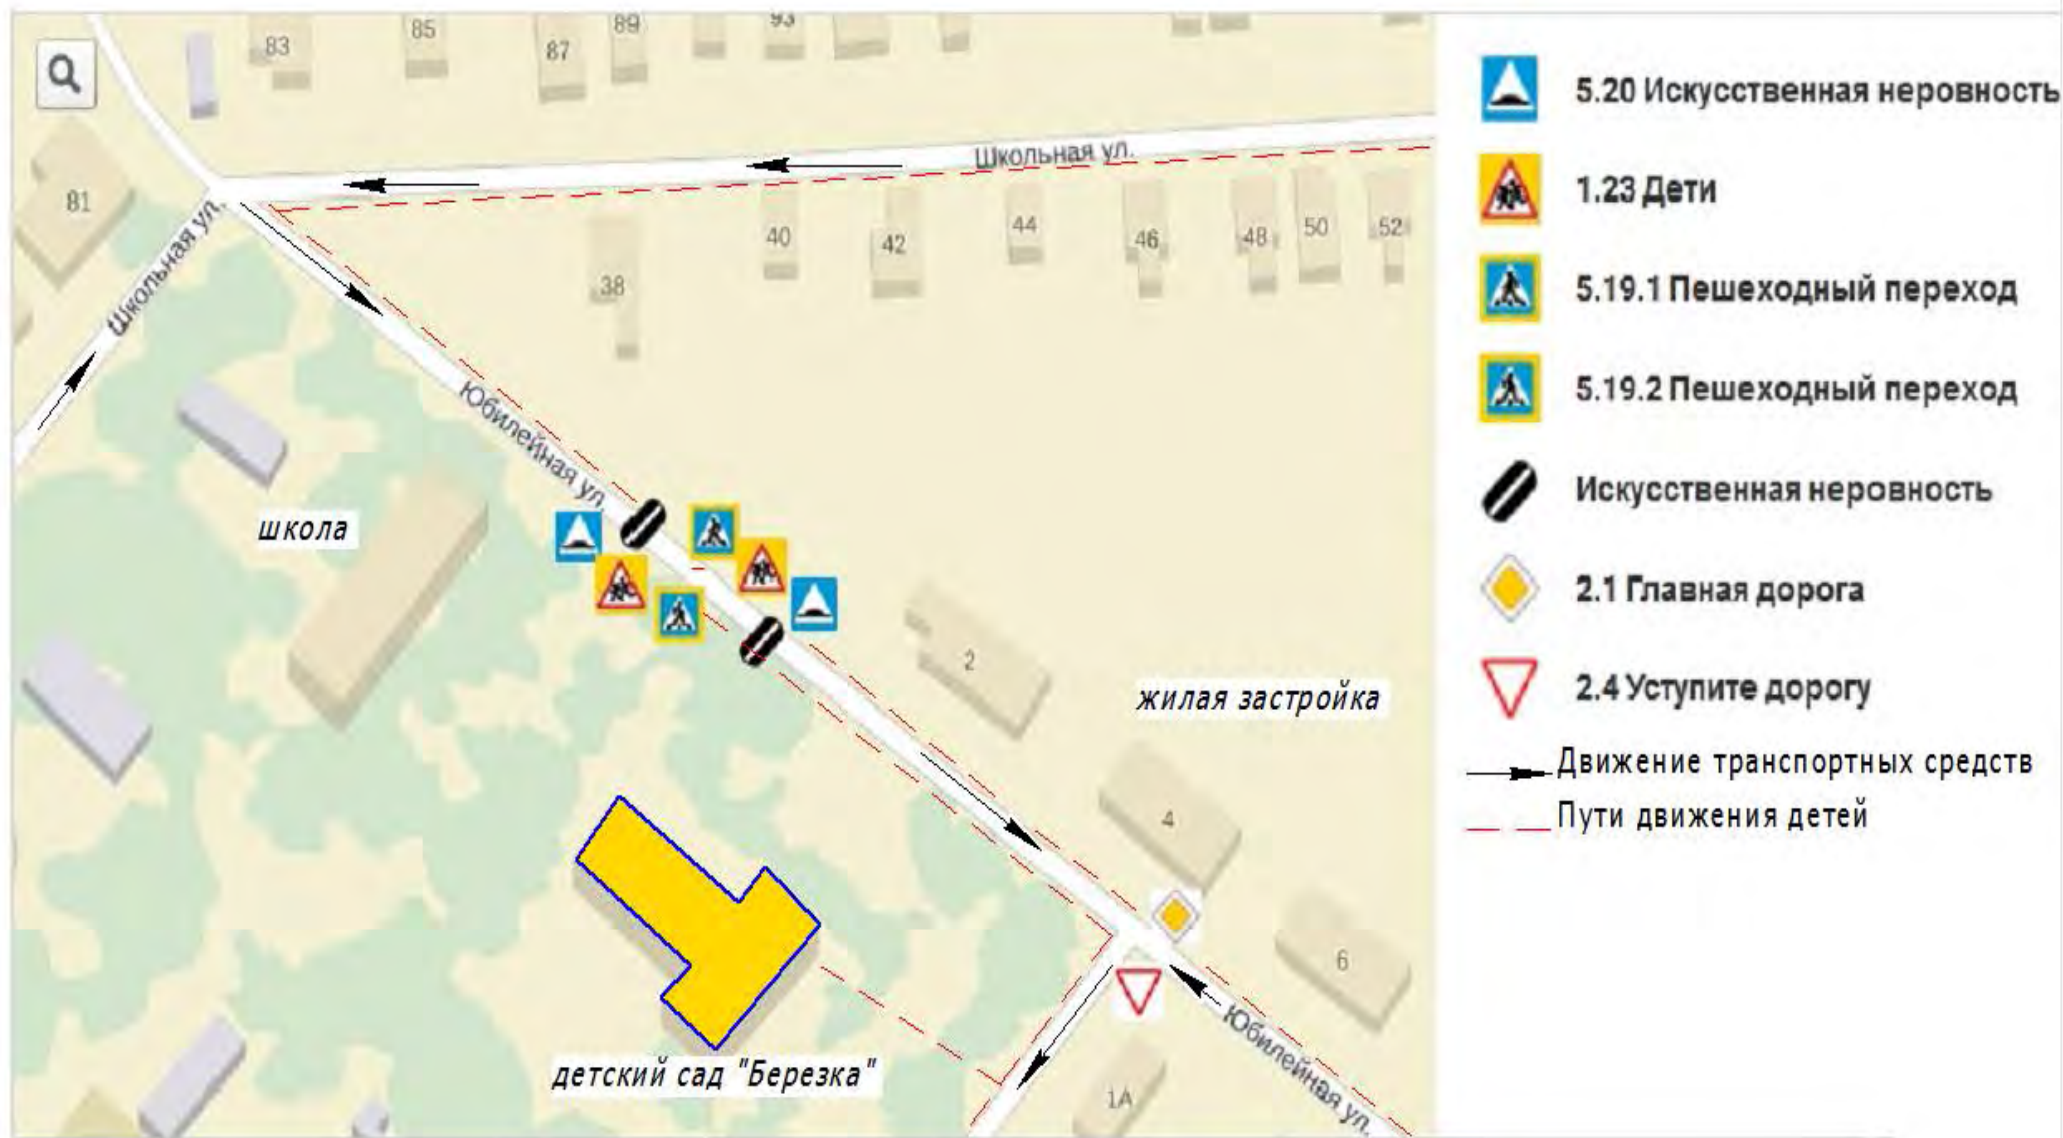 83
85
87
89
93
Школьная ул.
81
Школьная ул.
38
40
42
44
46
48
50
52
Юбилейная ул.
школа
2
жилая застройка
4
6
детский сад "Березка"
1А
Юбилейная ул.
5.20 Искусственная неровность
1.23 Дети
5.19.1 Пешеходный переход
5.19.2 Пешеходный переход
Искусственная неровность
2.1 Главная дорога
2.4 Уступите дорогу
Движение транспортных средств
Пути движения детей